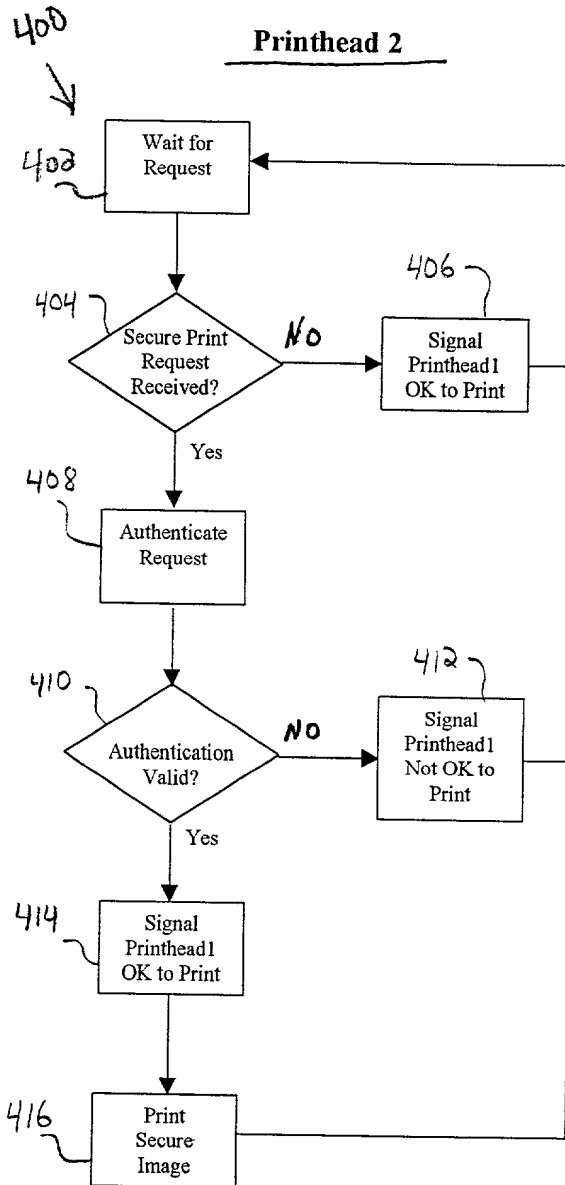 400
Printhead 2
Wait for
Request
402
404
Secure Print
Request
Received?
NO
406
Signal
Printhead1
OK to Print
Yes
408
Authenticate
Request
410
Authentication
Valid?
NO
412
Signal
Printhead1
Not OK to
Print
Yes
414
Signal
Printhead1
OK to Print
416
Print
Secure
Image